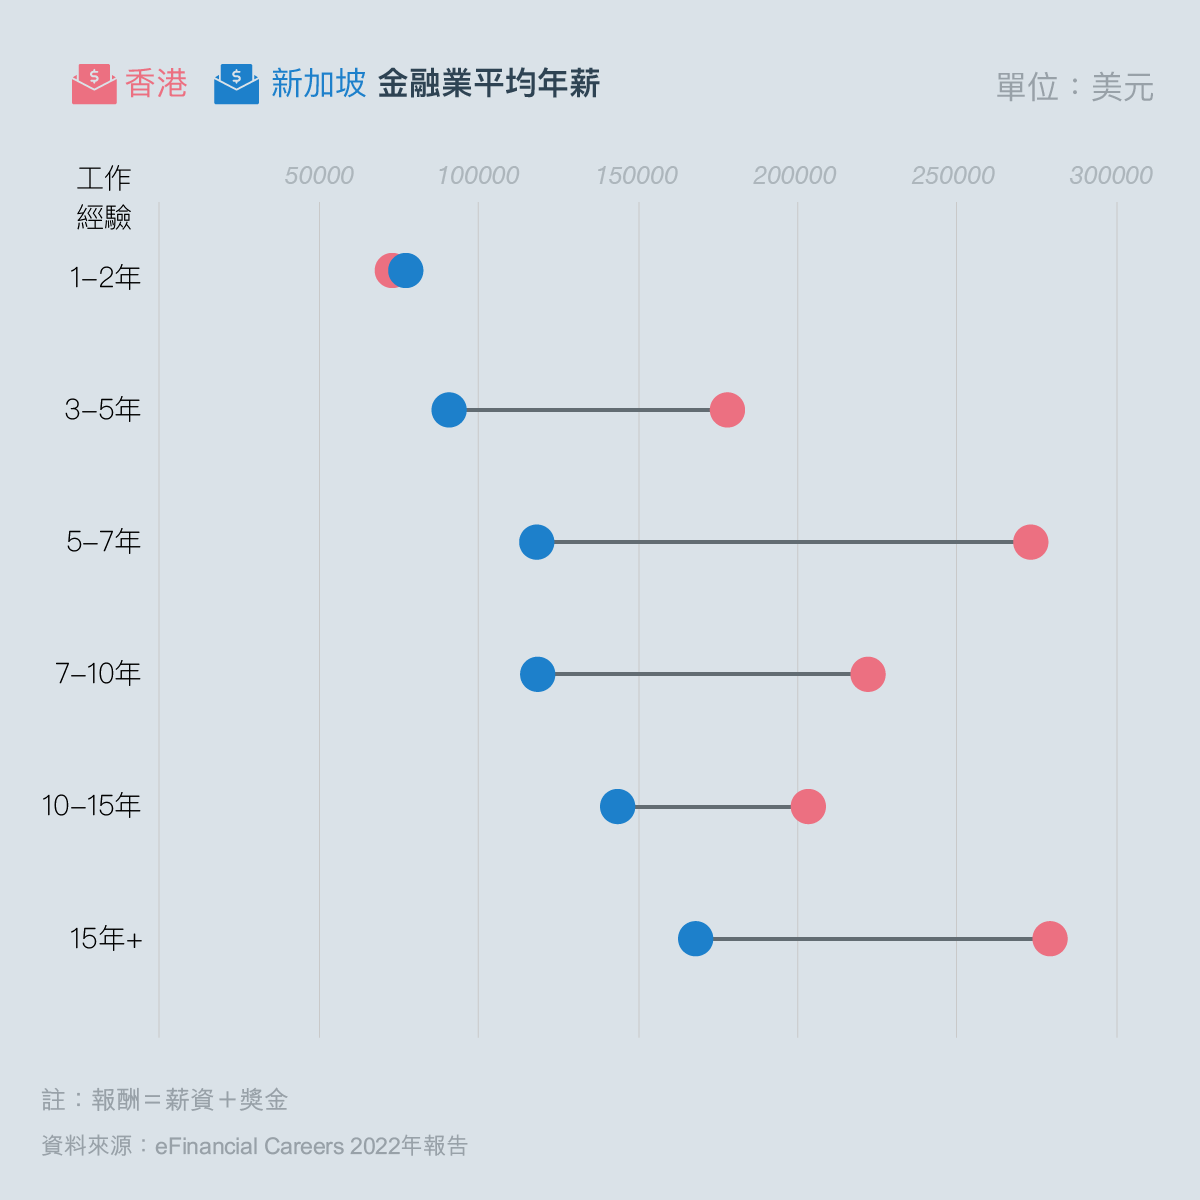 $ 香港 $ 新加坡 金融業平均年薪
單位：美元
工作
經驗
50000 100000 150000 200000 250000 300000
1–2年
3–5年
5–7年
7–10年
10–15年
15年+
註：報酬＝薪資＋獎金
資料來源：eFinancial Careers 2022年報告